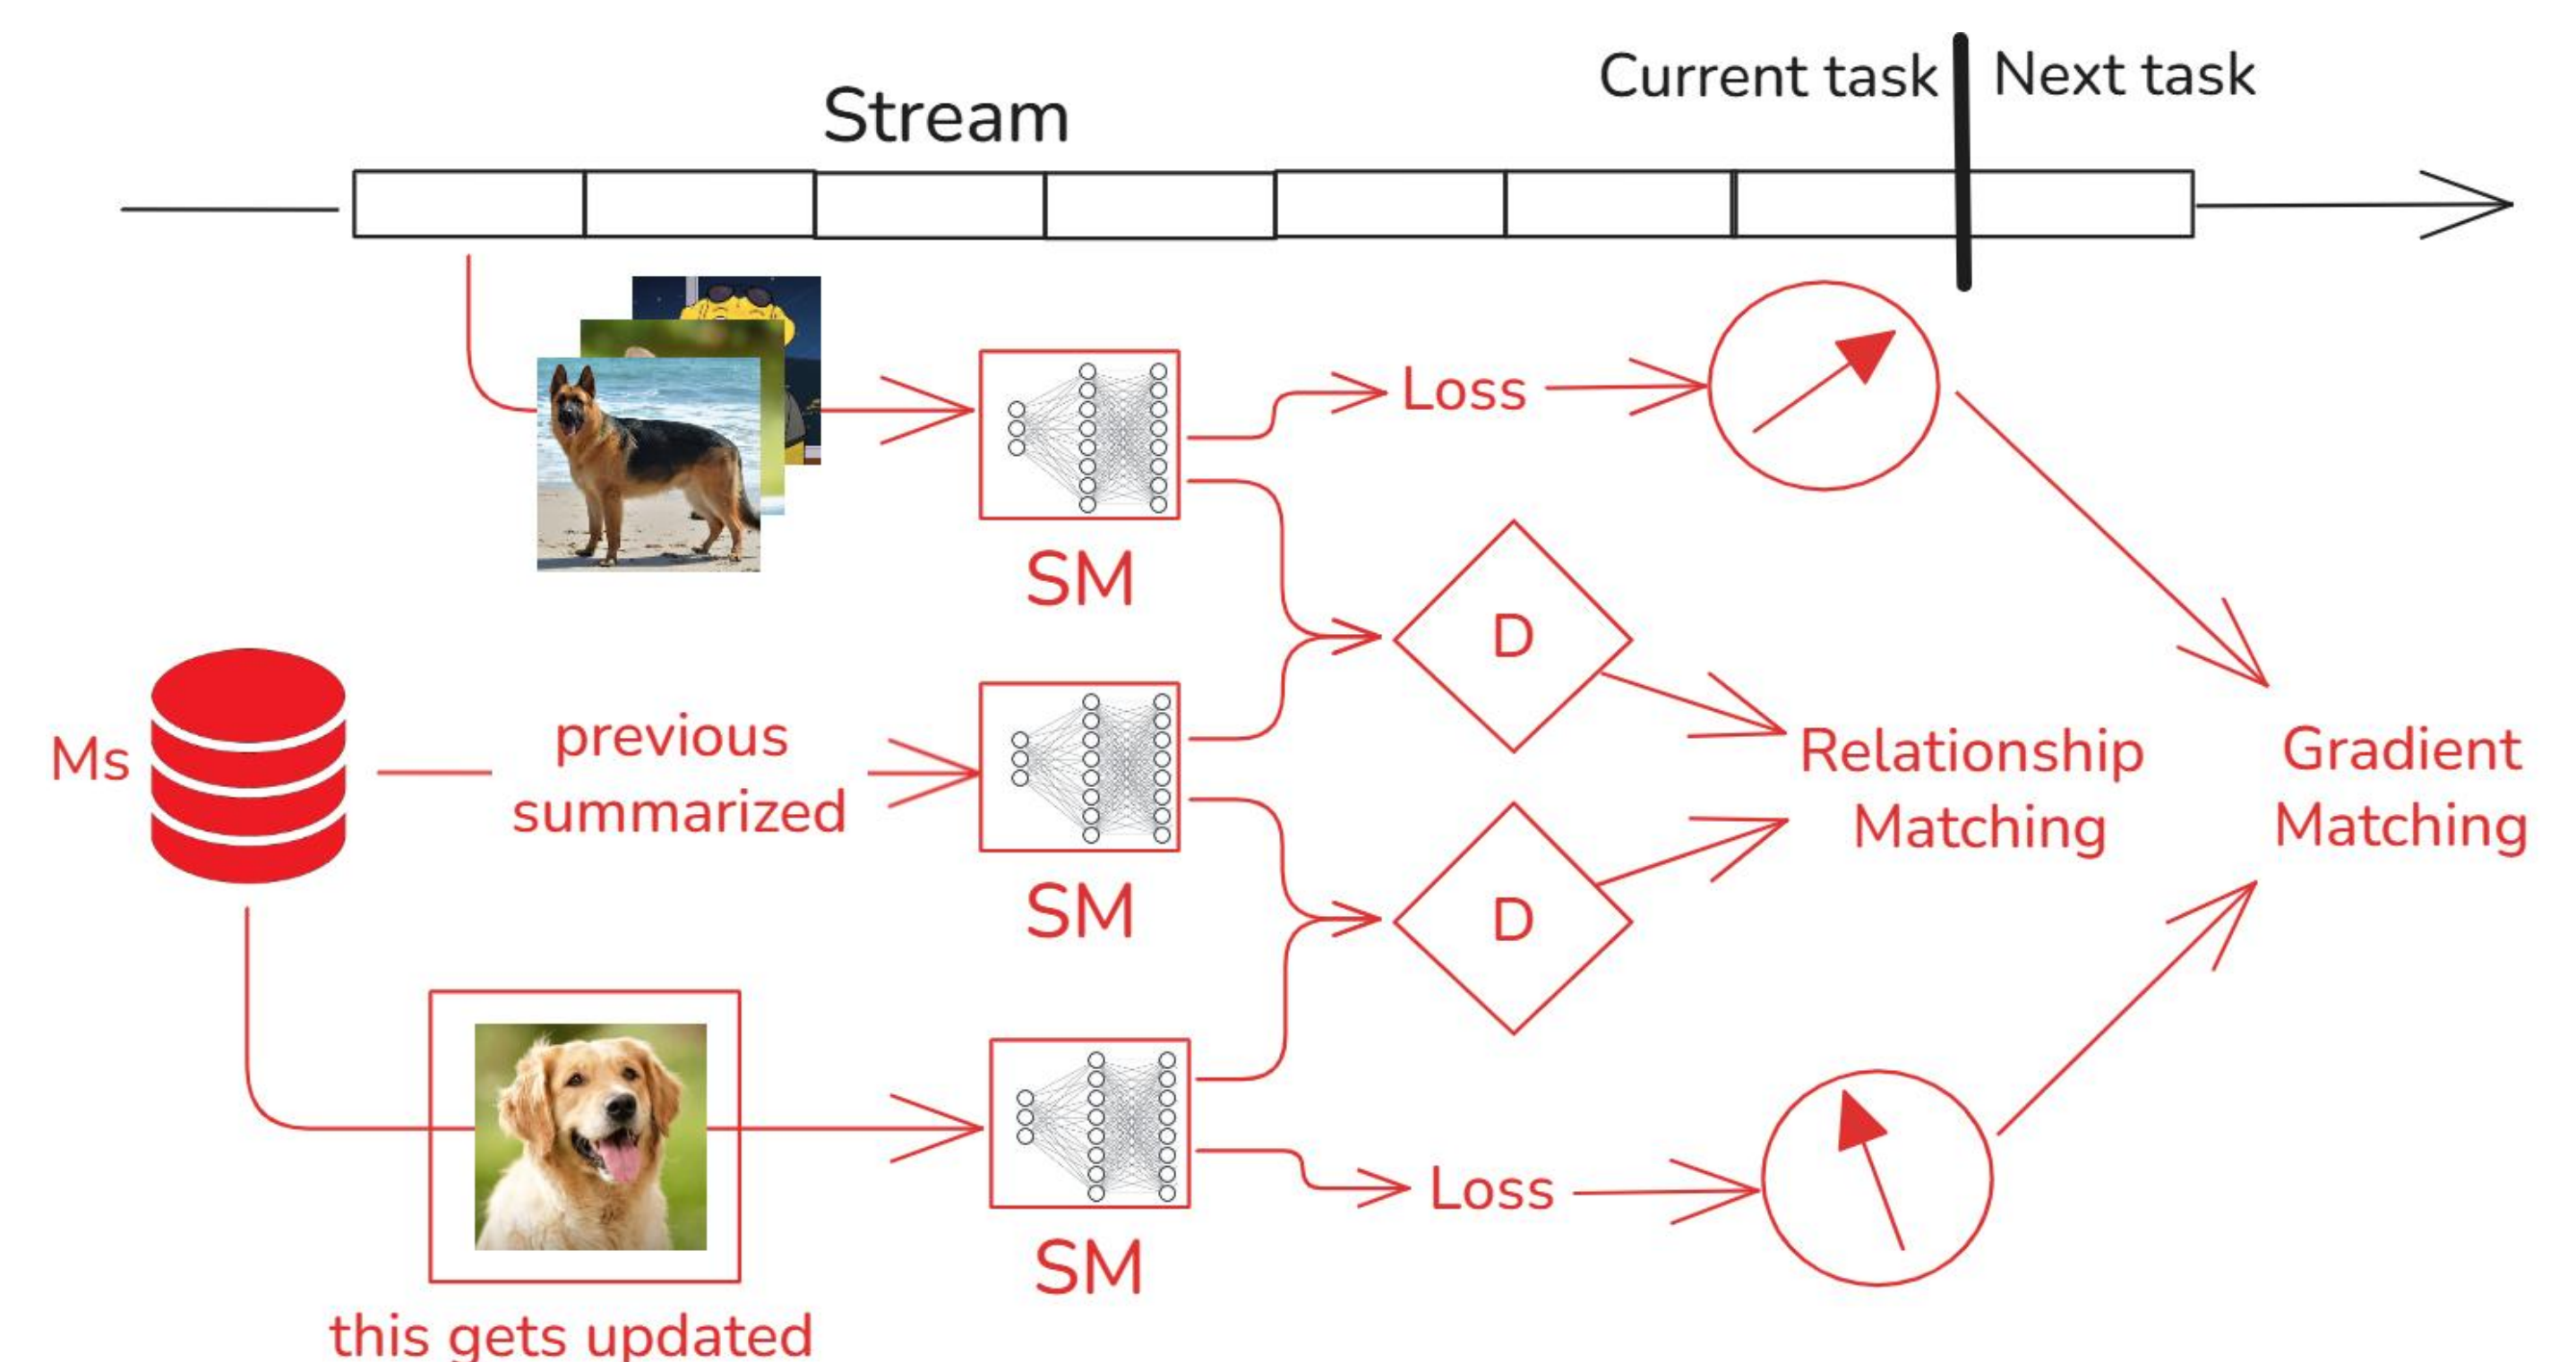 Current task
Next task
Stream
Loss
SM
D
Ms
previous
summarized
SM
Relationship
Matching
Gradient
Matching
D
Loss
SM
this gets updated